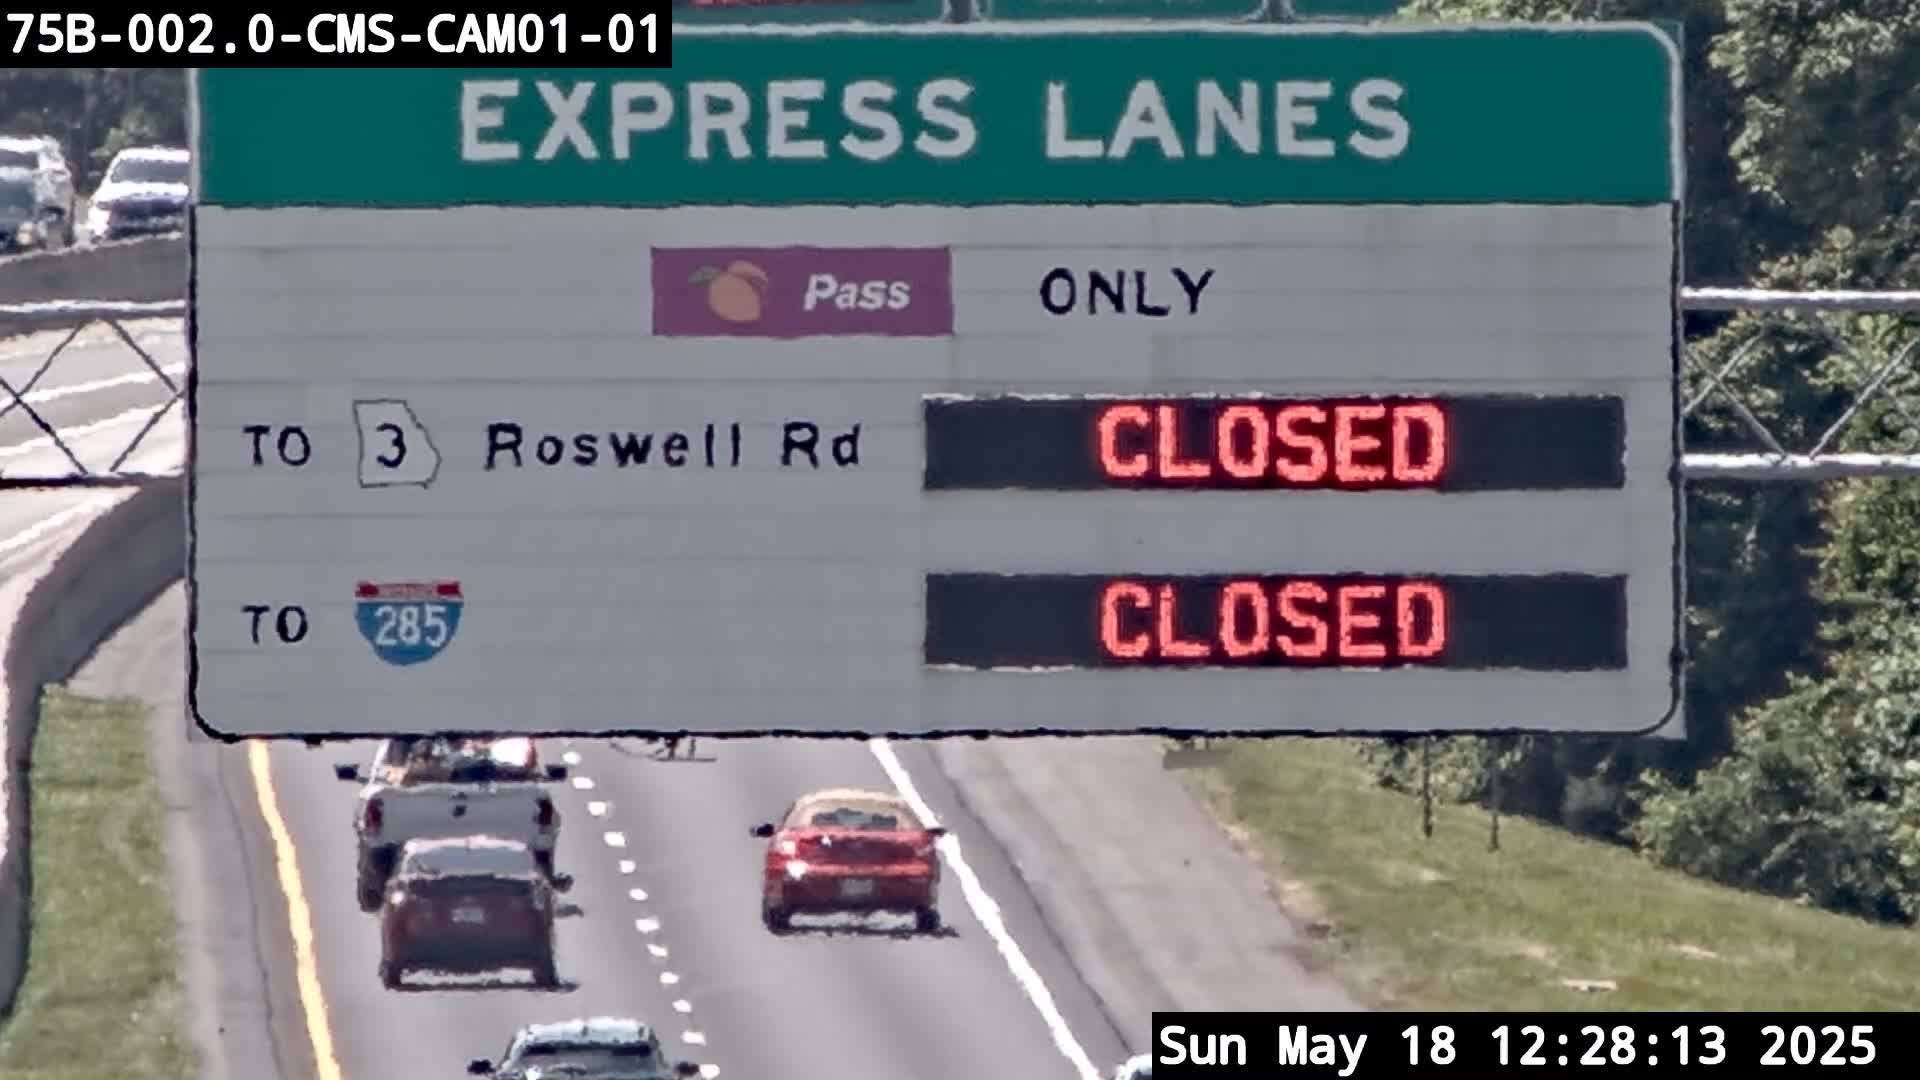 75B-002.0-CMS-CAM01-01
EXPRESS LANES
Pass ONLY
TO 3 Roswell Rd CLOSED
TO 285 CLOSED
Sun May 18 12:28:13 2025